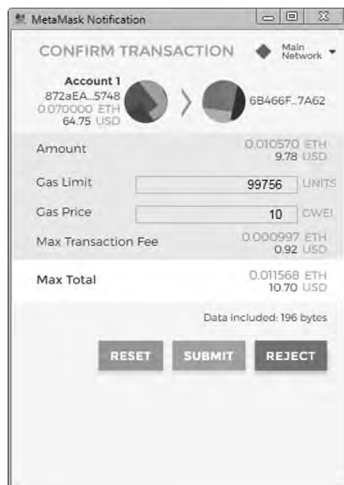 MetaMask Notification
CONFIRM TRANSACTION
Main
Network
Account 1
872aEA...5748
0.070000 ETH
64.75 USD
6B466F...7A62
Amount
0.010570 ETH
9.78 USD
Gas Limit
99756 UNITS
Gas Price
10 GWEI
Max Transaction Fee
0.000997 ETH
0.92 USD
Max Total
0.011568 ETH
10.70 USD
Data included: 196 bytes
RESET SUBMIT REJECT